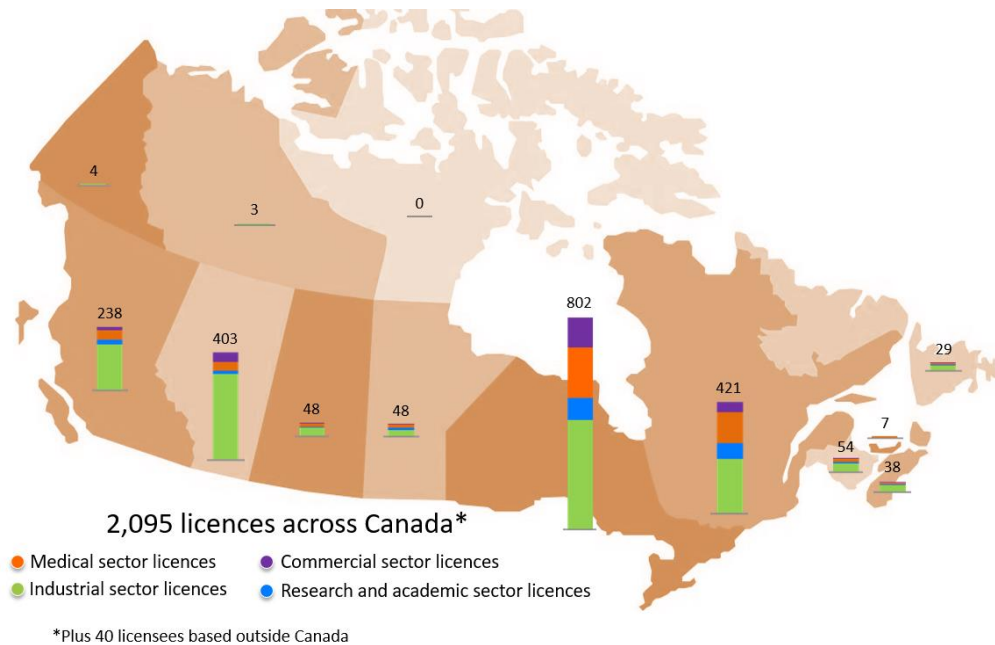 4
3
0
238
403
48
48
802
421
29
7
54
38
2,095 licences across Canada*
Medical sector licences
Commercial sector licences
Industrial sector licences
Research and academic sector licences
*Plus 40 licensees based outside Canada